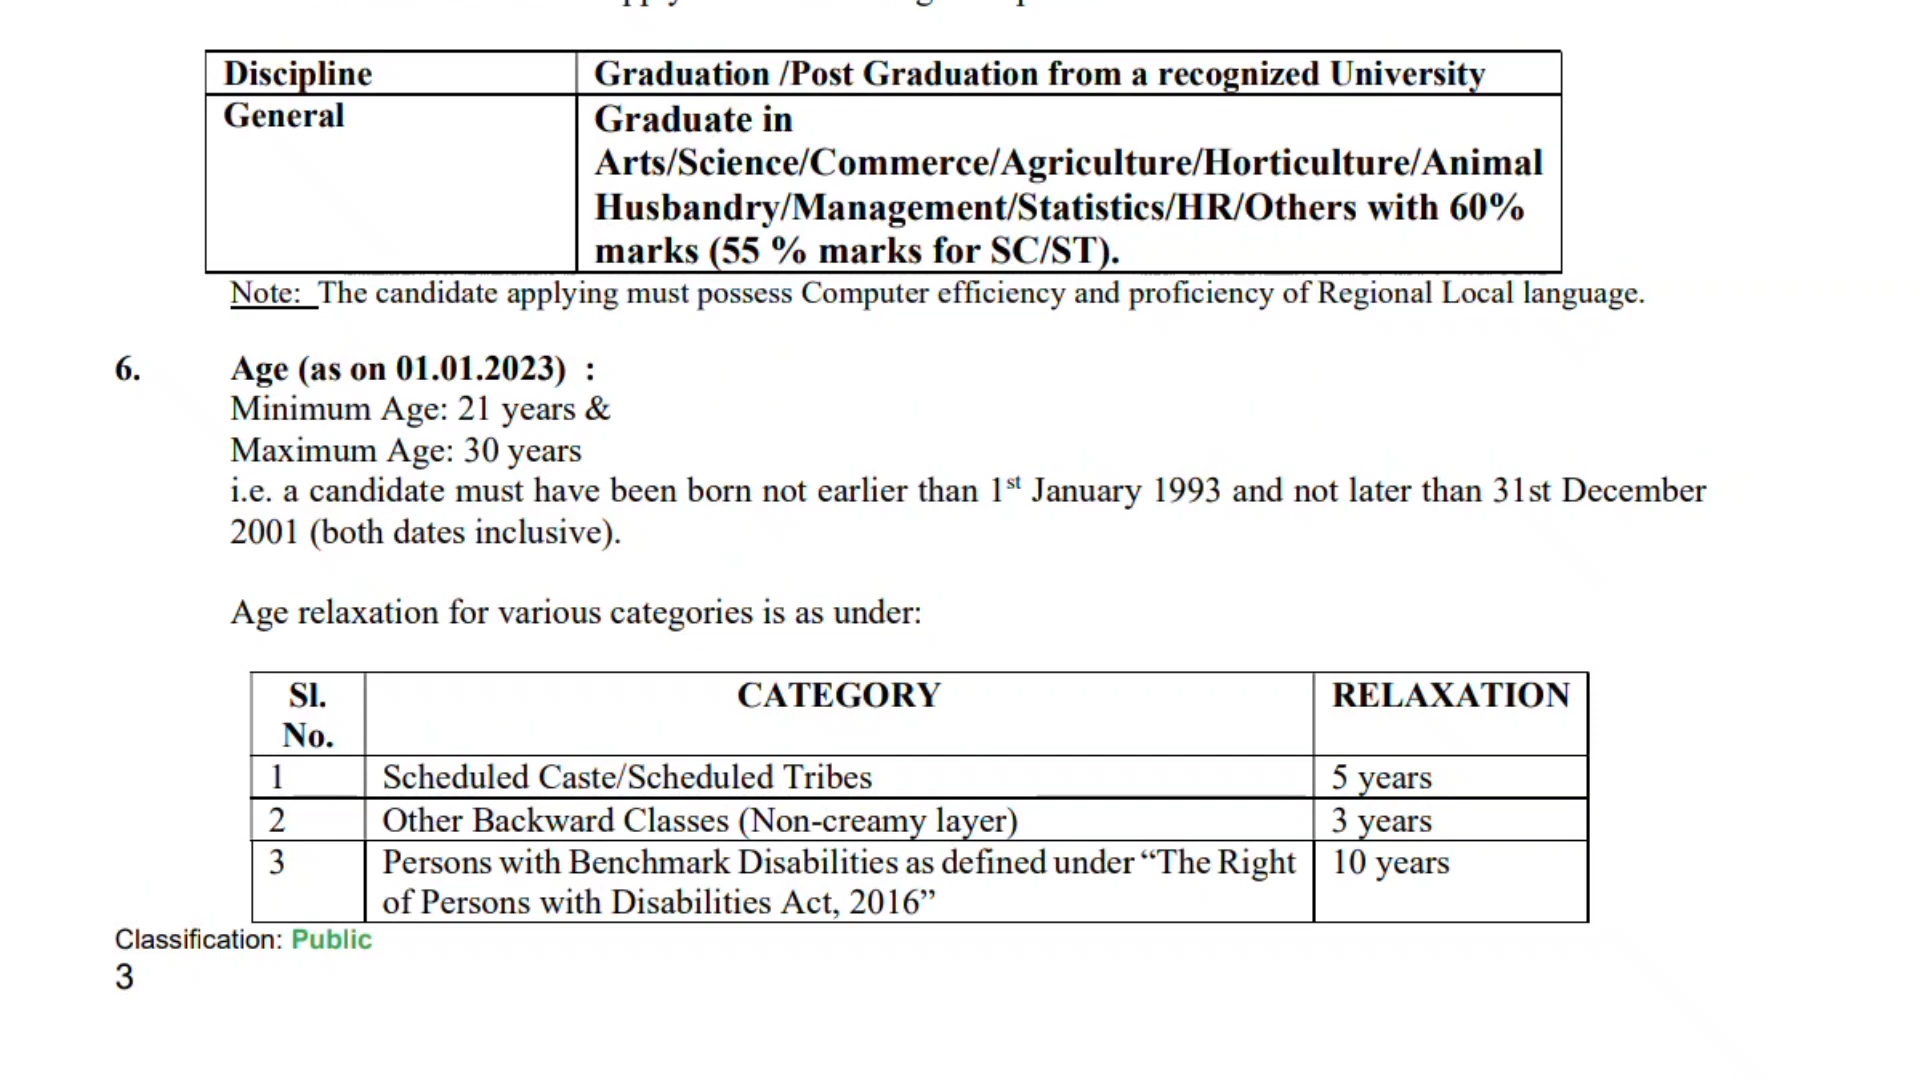 Discipline
Graduation /Post Graduation from a recognized University
General
Graduate in
Arts/Science/Commerce/Agriculture/Horticulture/Animal
Husbandry/Management/Statistics/HR/Others with 60%
marks (55 % marks for SC/ST).
Note: The candidate applying must possess Computer efficiency and proficiency of Regional Local language.
6. Age (as on 01.01.2023) :
Minimum Age: 21 years &
Maximum Age: 30 years
i.e. a candidate must have been born not earlier than 1st January 1993 and not later than 31st December
2001 (both dates inclusive).
Age relaxation for various categories is as under:
Sl.
No.
CATEGORY
RELAXATION
1 Scheduled Caste/Scheduled Tribes 5 years
2 Other Backward Classes (Non-creamy layer) 3 years
3 Persons with Benchmark Disabilities as defined under “The Right 10 years
of Persons with Disabilities Act, 2016”
Classification: Public
3